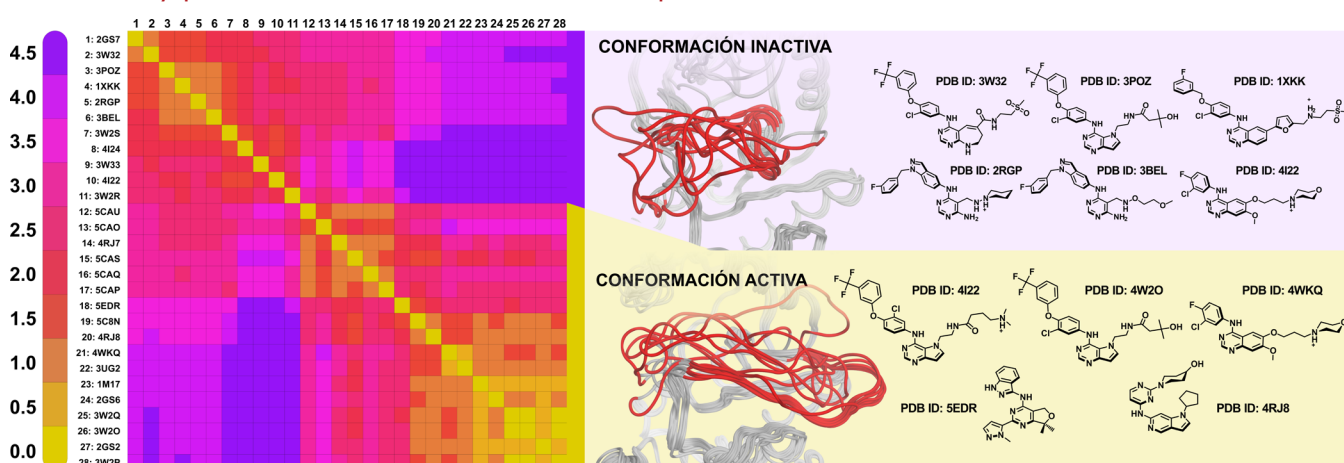 1 2 3 4 5 6 7 8 9 10 11 12 13 14 15 16 17 18 19 20 21 22 23 24 25 26 27 28
4.5
4.0
3.5
3.0
2.5
2.0
1.5
1.0
0.5
0.0
1: 2GS7
2: 3W32
3: 3POZ
4: 1XKK
5: 2RGP
6: 3BEL
7: 3W2S
8: 4I24
9: 3W33
10: 4I22
11: 3W2R
12: 5CAU
13: 5CAO
14: 4RJ7
15: 5CAS
16: 5CAQ
17: 5CAP
18: 5EDR
19: 5C8N
20: 4RJ8
21: 4WKQ
22: 3UG2
23: 1M17
24: 2GS6
25: 3W2Q
26: 3W2O
27: 2GS2
CONFORMACIÓN INACTIVA
PDB ID: 3W32
PDB ID: 3POZ
PDB ID: 1XKK
PDB ID: 2RGP
PDB ID: 3BEL
PDB ID: 4I22
CONFORMACIÓN ACTIVA
PDB ID: 4I22
PDB ID: 4W2O
PDB ID: 4WKQ
PDB ID: 5EDR
PDB ID: 4RJ8